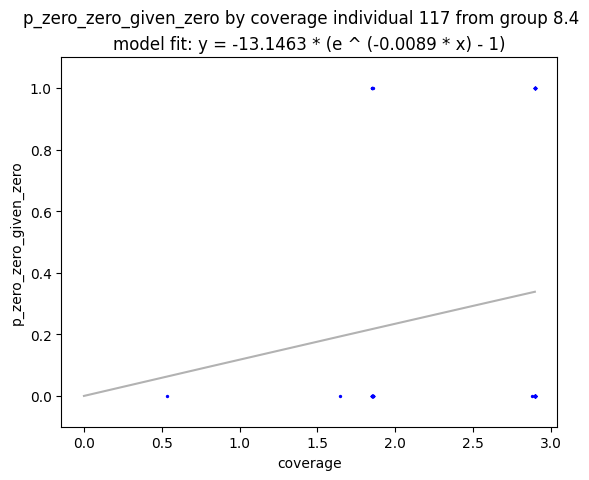 p_zero_zero_given_zero by coverage individual 117 from group 8.4
model fit: y = -13.1463 * (e ^ (-0.0089 * x) - 1)
1.0
0.8
0.6
0.4
0.2
0.0
p_zero_zero_given_zero
0.0 0.5 1.0 1.5 2.0 2.5 3.0
coverage